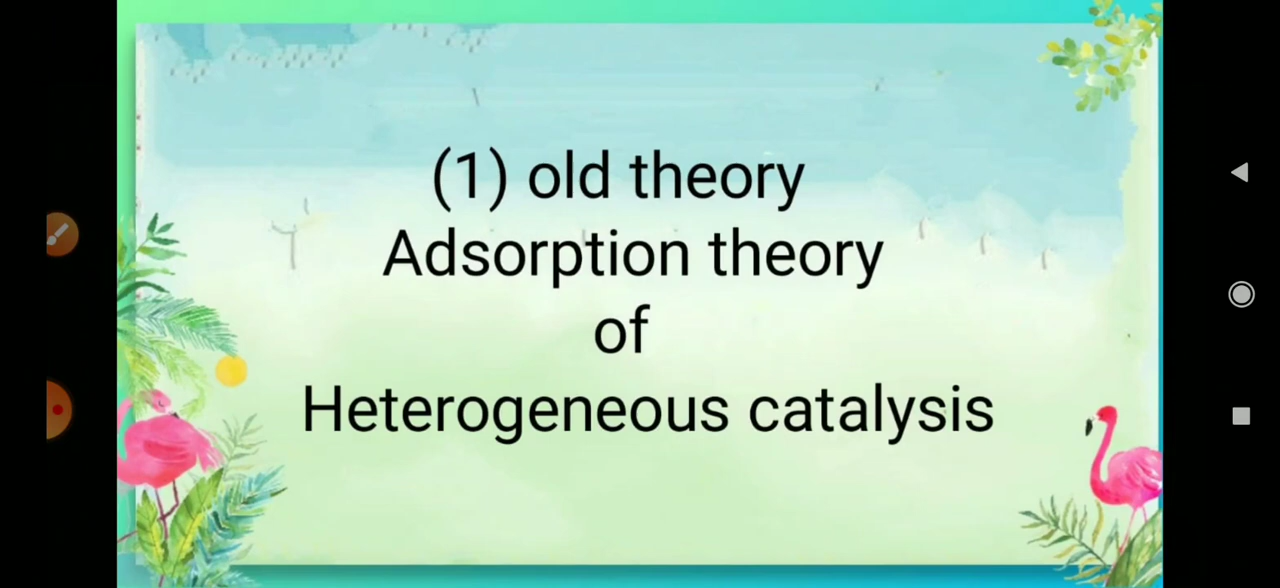 (1) old theory
Adsorption theory
of
Heterogeneous catalysis